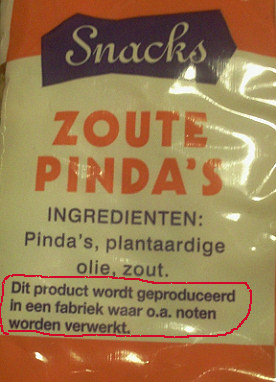 Snacks
ZOUTE
PINDA'S
INGREDIENTEN:
Pinda's, plantaardige
olie, zout.
Dit product wordt geproduceerd
in een fabriek waar o.a. noten
worden verwerkt.